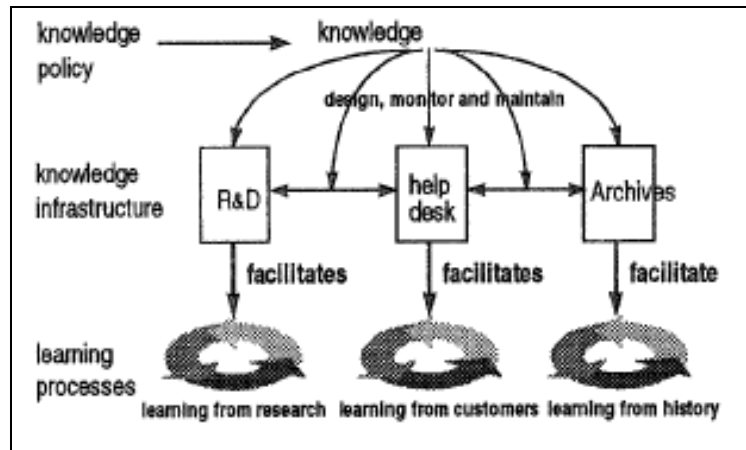 knowledge
policy
knowledge
design, monitor and maintain
knowledge
infrastructure
R&D
help
desk
Archives
facilitates
facilitates
facilitate
learning
processes
learning from research
learning from customers
learning from history